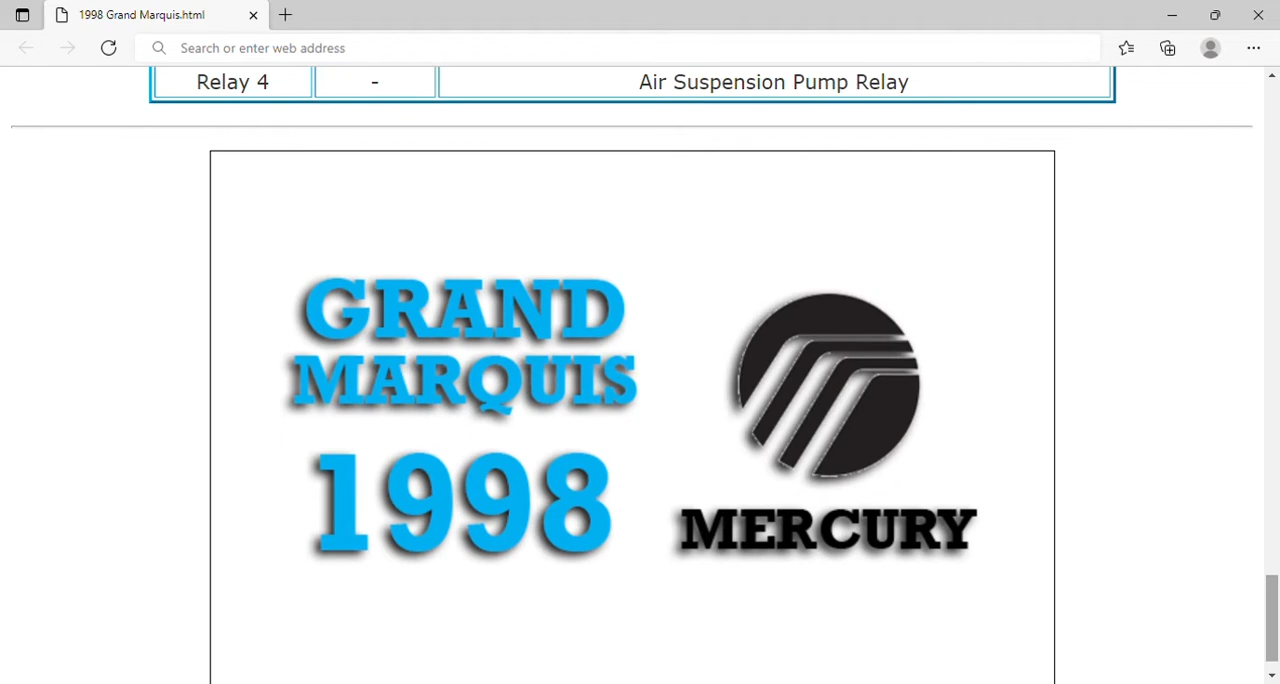 1998 Grand Marquis.html
Search or enter web address
Relay 4 - Air Suspension Pump Relay
GRAND
MARQUIS
1998
MERCURY